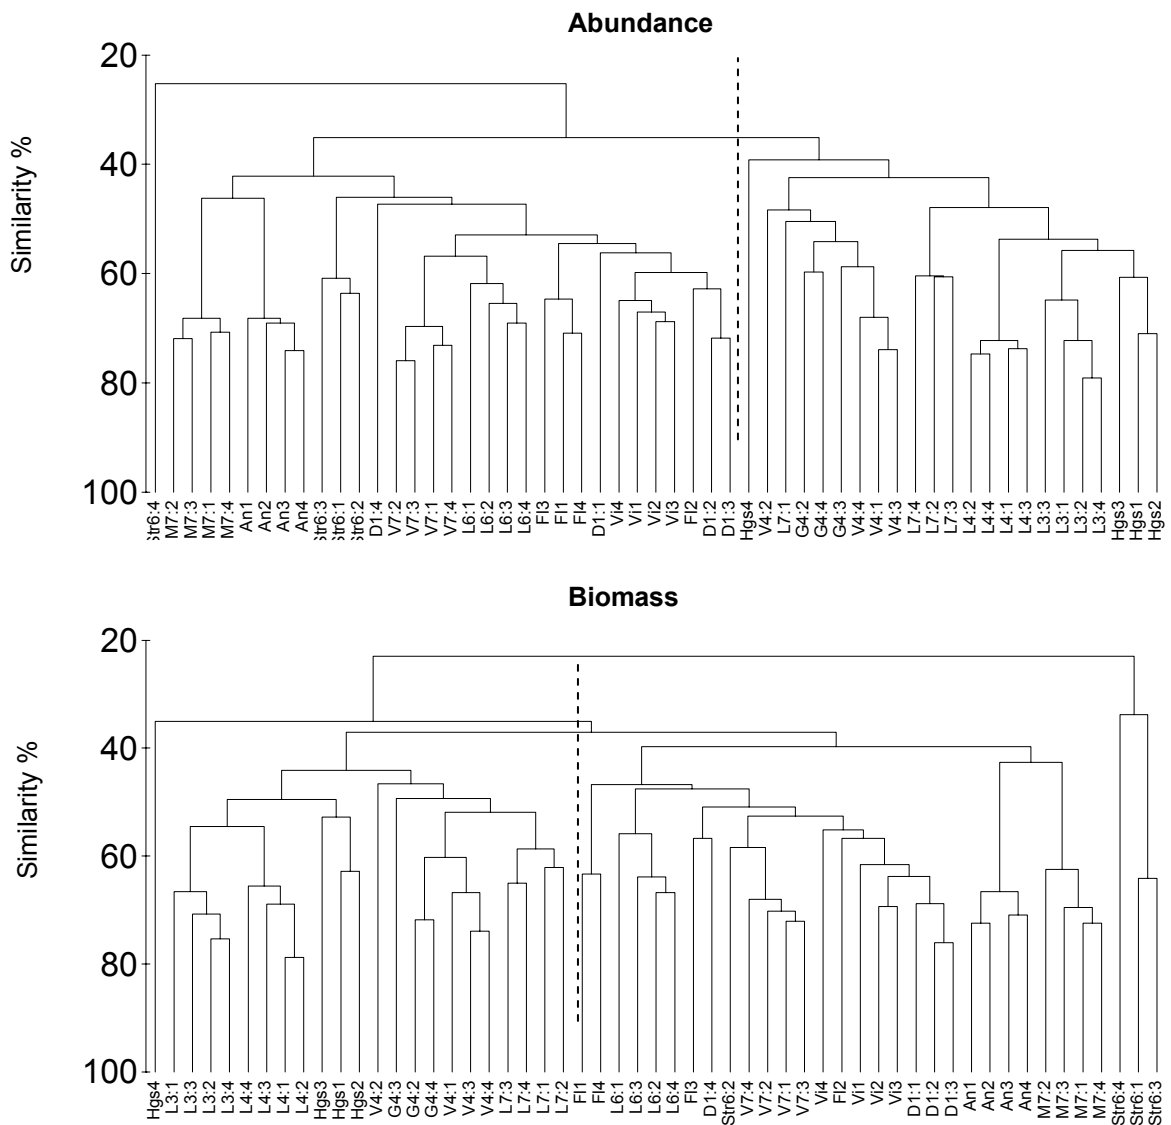 Abundance
20
40
60
80
100
Similarity %
Str6:4 M7:2 M7:3 M7:1 M7:4 An1 An2 An3 An4 Str6:3 Str6:1 Str6:2 D1:4 V7:2 V7:3 V7:1 V7:4 L6:1 L6:2 L6:3 L6:4 Fl3 Fl1 Fl4 D1:1 Vi4 Vi1 Vi2 Vi3 Fl2 D1:2 D1:3 Hgs4 V4:2 L7:1 G4:2 G4:4 G4:3 V4:4 V4:1 V4:3 L7:4 L7:2 L7:3 L4:2 L4:4 L4:1 L4:3 L3:3 L3:1 L3:2 L3:4 Hgs3 Hgs1 Hgs2
Biomass
20
40
60
80
100
Similarity %
Hgs4 L3:1 L3:3 L3:2 L3:4 L4:4 L4:3 L4:1 L4:2 Hgs3 Hgs1 Hgs2 V4:2 G4:3 G4:2 G4:4 V4:1 V4:3 V4:4 L7:3 L7:4 L7:1 L7:2 Fl1 Fl4 L6:1 L6:3 L6:2 L6:4 Fl3 D1:4 Str6:2 V7:4 V7:2 V7:1 V7:3 Vi4 Fl2 Vi1 Vi2 Vi3 D1:1 D1:2 D1:3 An1 An2 An3 An4 M7:2 M7:3 M7:1 M7:4 Str6:4 Str6:1 Str6:3